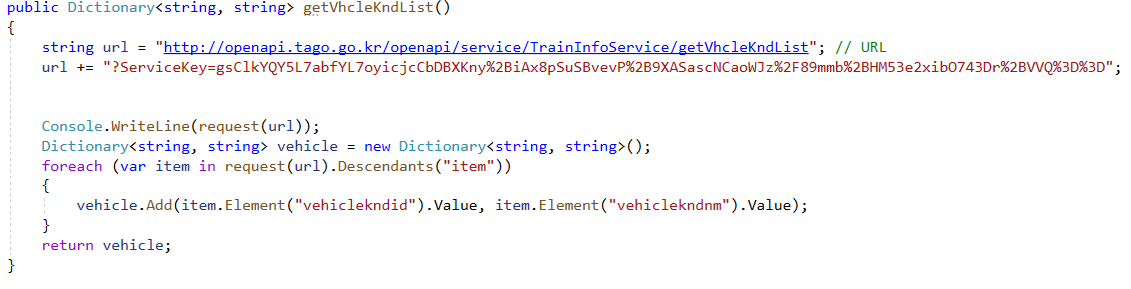 public Dictionary<string, string> getVhcleKndList()
{
string url = "http://openapi.tago.go.kr/openapi/service/TrainInfoService/getVhcleKndList"; // URL
url += "?ServiceKey=gsClkYQY5L7abfYL7oyicjcCbDBXKny%2BiAx8pSuSBvevP%2B9XASascNCaoWJz%2F89mmb%2BHM53e2xibO743Dr%2BVVQ%3D%3D";
Console.WriteLine(request(url));
Dictionary<string, string> vehicle = new Dictionary<string, string>();
foreach (var item in request(url).Descendants("item"))
{
vehicle.Add(item.Element("vehiclekndid").Value, item.Element("vehiclekndnm").Value);
}
return vehicle;
}